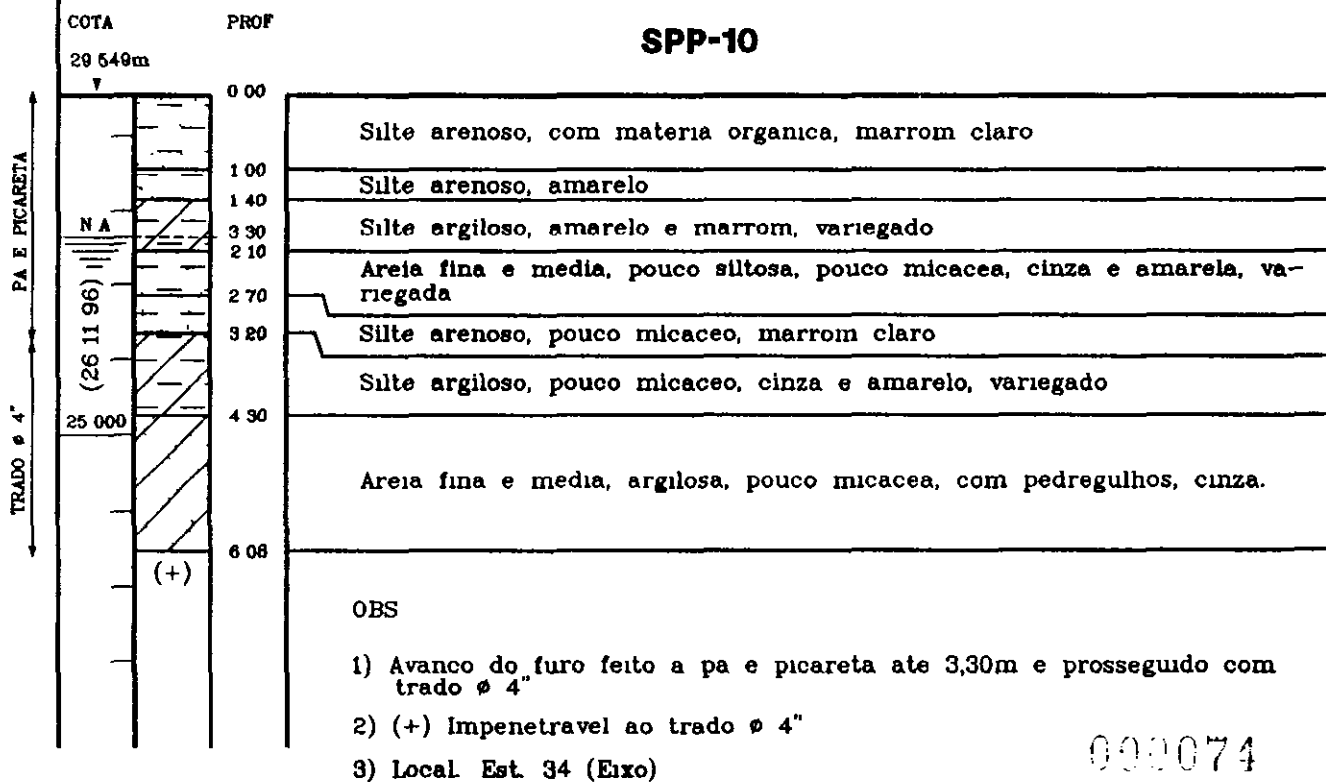 COTA
PROF
SPP-10
29 549m
0 00
Silte arenoso, com materia organica, marrom claro
1 00
Silte arenoso, amarelo
1 40
N A
3 30
Silte argiloso, amarelo e marrom, variegado
2 10
Areia fina e media, pouco siltosa, pouco micacea, cinza e amarela, va-
riegada
2 70
3 20
Silte arenoso, pouco micaceo, marrom claro
Silte argiloso, pouco micaceo, cinza e amarelo, variegado
4 30
25 000
(26 11 96)
PA E PICARETA
TRADO ø 4"
Areia fina e media, argilosa, pouco micacea, com pedregulhos, cinza.
6 08
(+)
OBS
1) Avanco do furo feito a pa e picareta ate 3,30m e prosseguido com
trado ø 4"
2) (+) Impenetravel ao trado ø 4"
3) Local. Est. 34 (Eixo)
000074